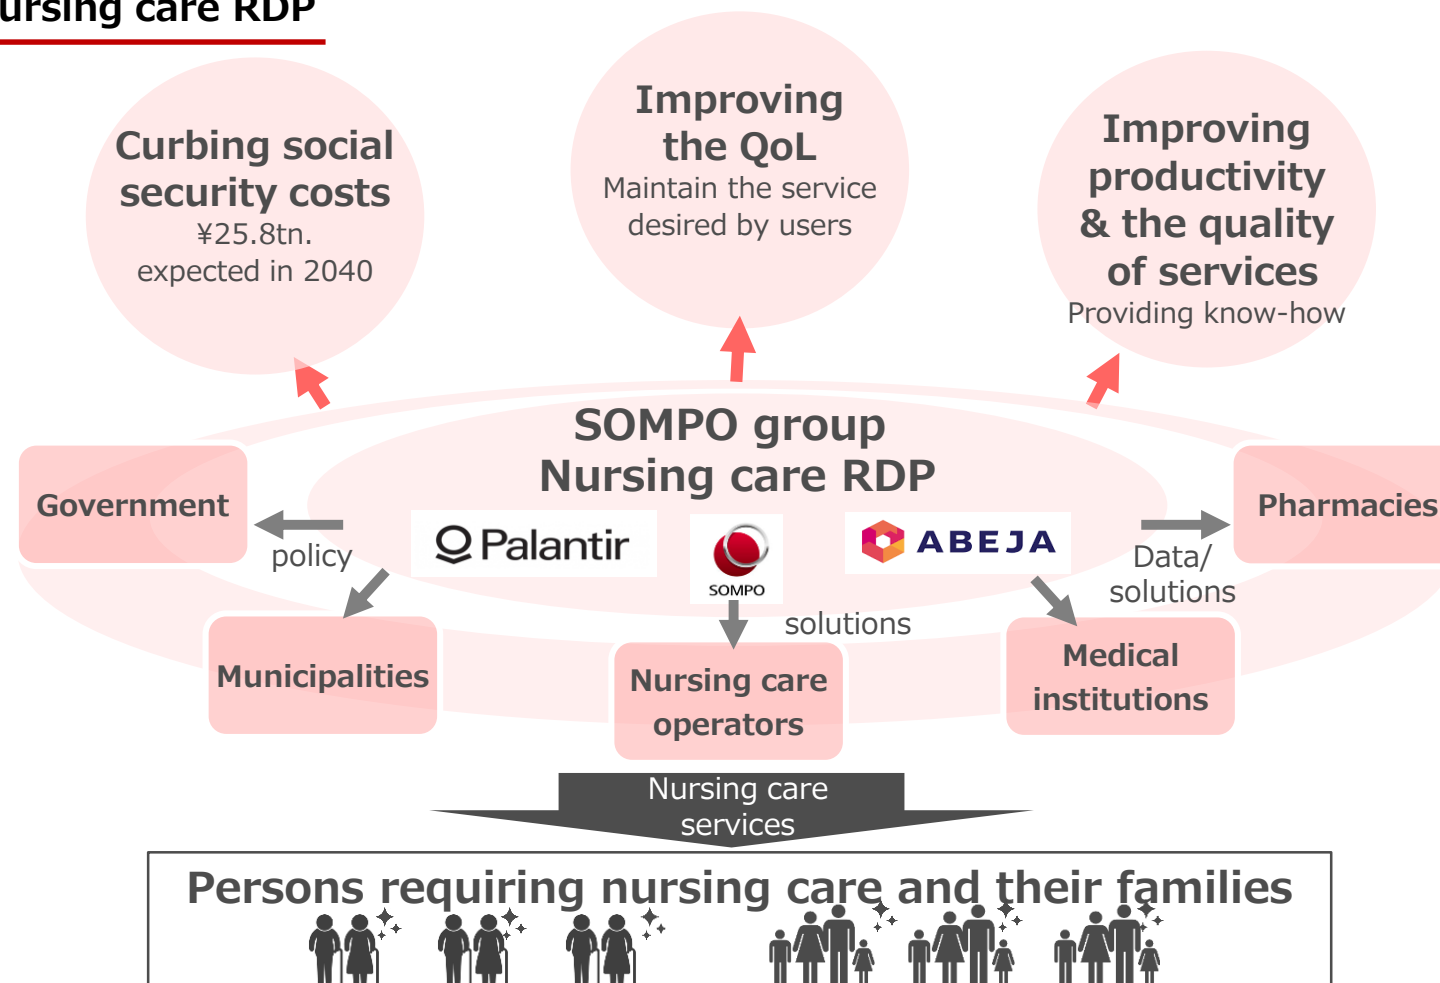 ursing care RDP
Curbing social
security costs
¥25.8tn.
expected in 2040
Improving
the QoL
Maintain the service
desired by users
Improving
productivity
& the quality
of services
Providing know-how
SOMPO group
Nursing care RDP
Government
policy
Palantir
SOMPO
ABEJA
Data/
solutions
Pharmacies
Municipalities
solutions
Nursing care
operators
Medical
institutions
Nursing care
services
Persons requiring nursing care and their families